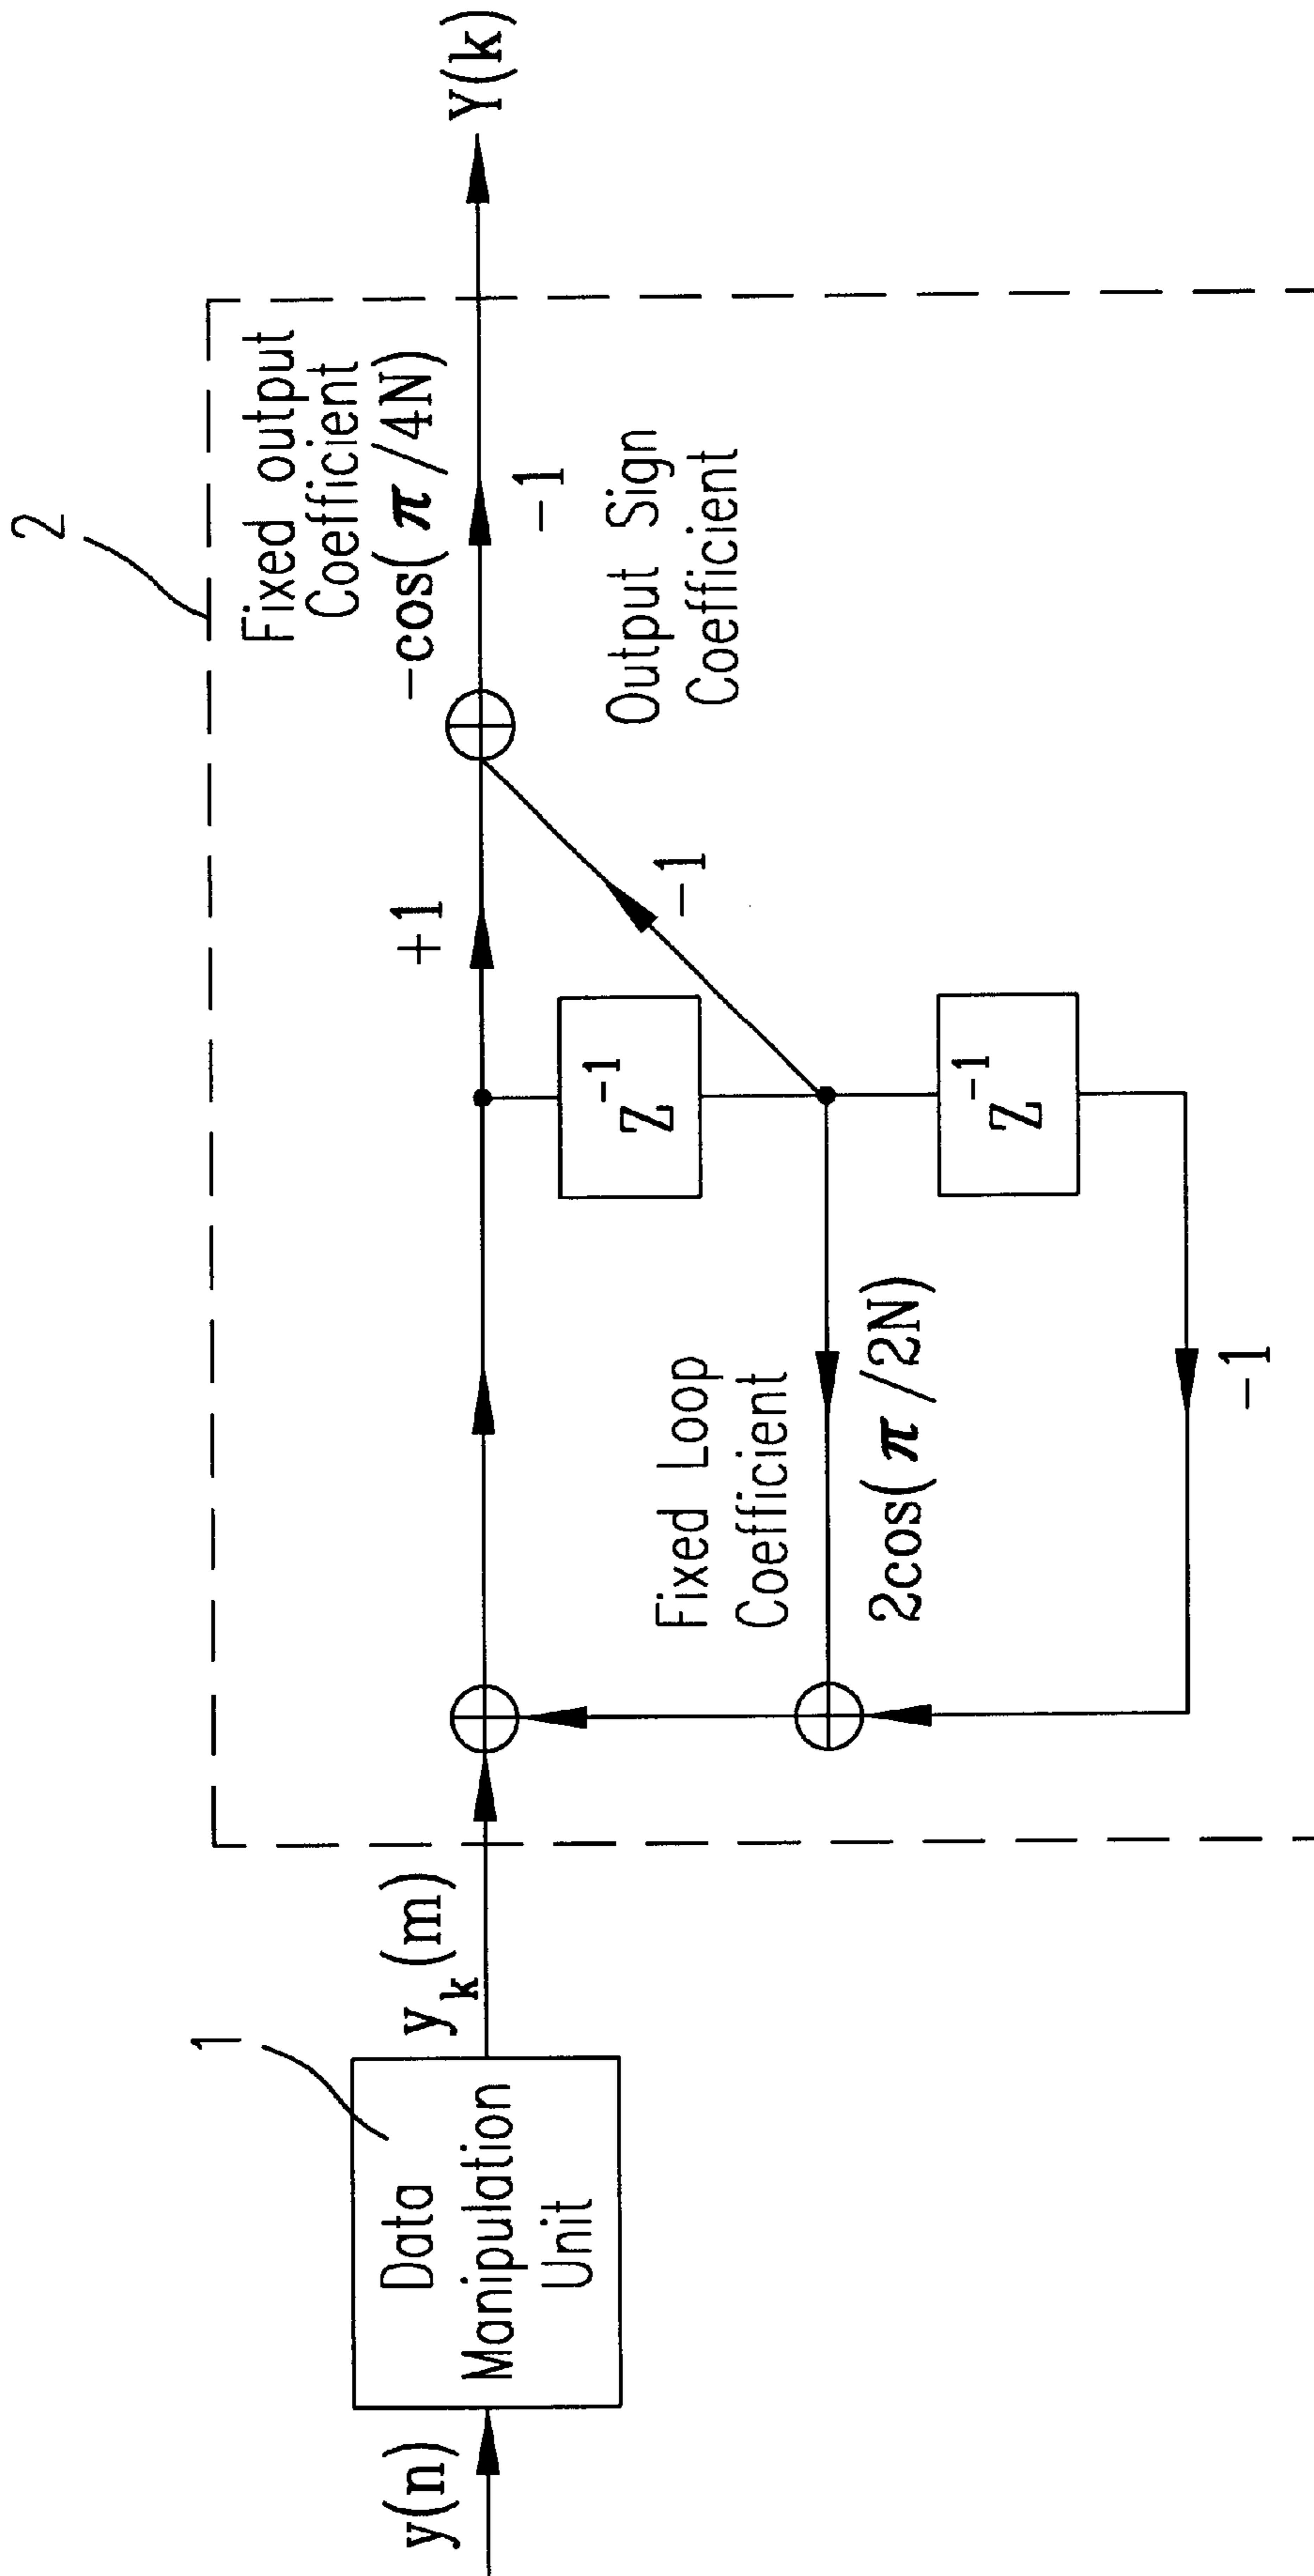 y(n)
1
Data
Manipulation
Unit
y_k (m)
2
Fixed output
Coefficient
-cos( π /4N)
+1
-1
Output Sign
Coefficient
-1
Y(k)
Z^-1
Fixed Loop
Coefficient
2cos( π /2N)
Z^-1
-1